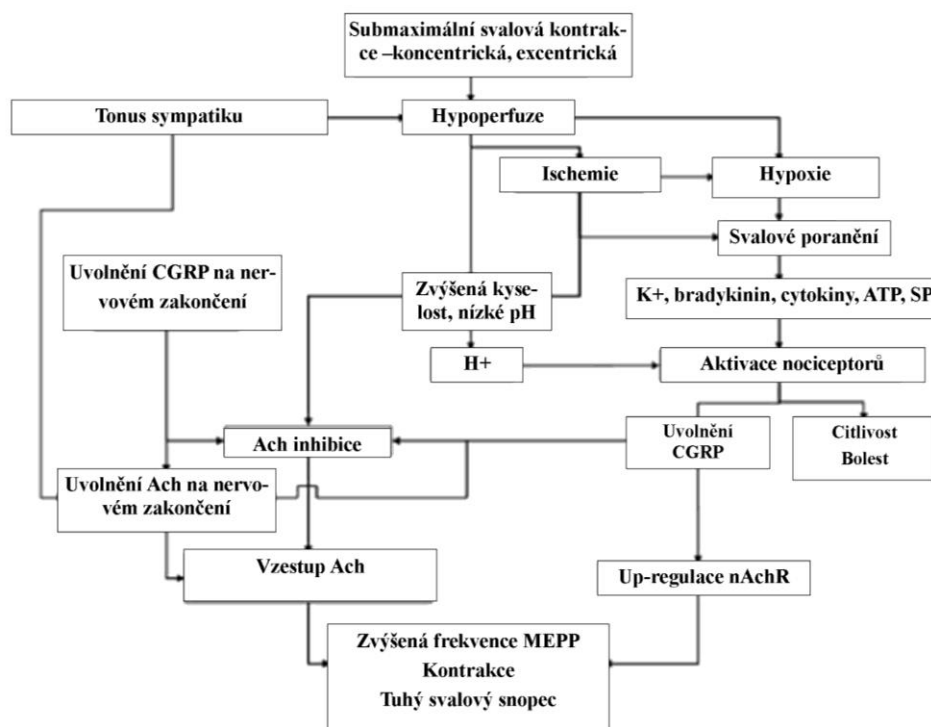 Submaximální svalová kontrak-
ce –koncentrická, excentrická
Tonus sympatiku
Hypoperfuze
Ischemie
Hypoxie
Svalové poranění
Uvolnění CGRP na ner-
vovém zakončení
Zvýšená kyse-
lost, nízké pH
K+, bradykinin, cytokiny, ATP, SP
H+
Aktivace nociceptorů
Ach inhibice
Uvolnění
CGRP
Citlivost
Bolest
Uvolnění Ach na nervo-
vém zakončení
Vzestup Ach
Up-regulace nAchR
Zvýšená frekvence MEPP
Kontrakce
Tuhý svalový snopec